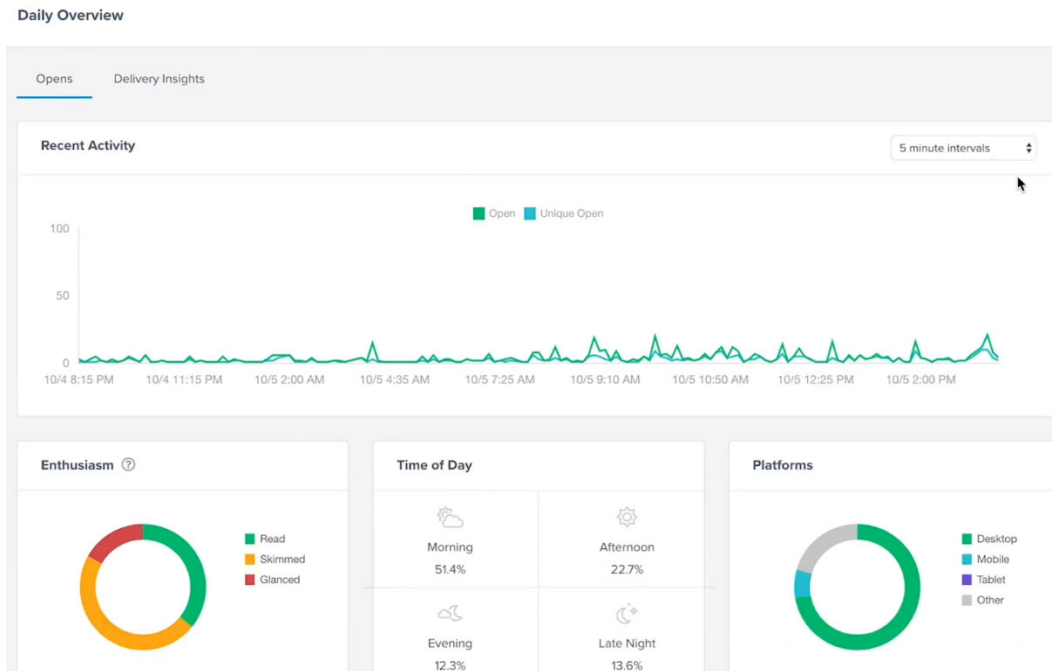 Daily Overview
Opens Delivery Insights
Recent Activity
5 minute intervals
Open Unique Open
100
50
0
10/4 8:15 PM 10/4 11:15 PM 10/5 2:00 AM 10/5 4:35 AM 10/5 7:25 AM 10/5 9:10 AM 10/5 10:50 AM 10/5 12:25 PM 10/5 2:00 PM
Enthusiasm ?
Read
Skimmed
Glanced
Time of Day
Morning
51.4%
Afternoon
22.7%
Evening
12.3%
Late Night
13.6%
Platforms
Desktop
Mobile
Tablet
Other